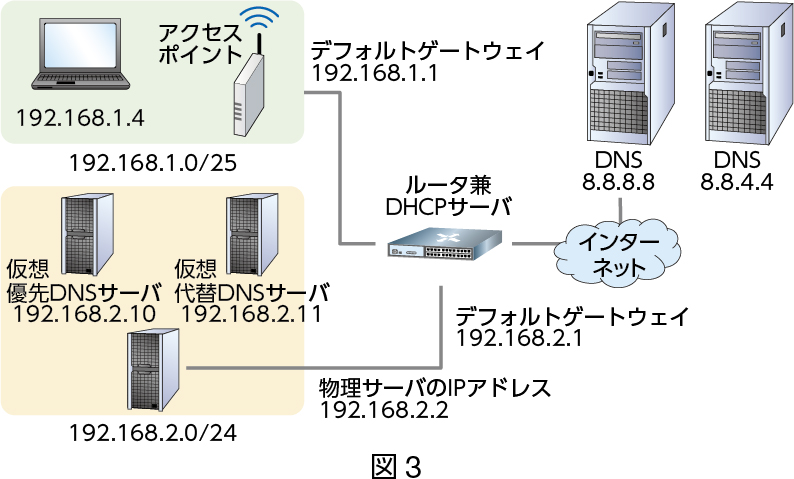 アクセス
ポイント
192.168.1.4
192.168.1.0/25
デフォルトゲートウェイ
192.168.1.1
DNS
8.8.8.8
DNS
8.8.4.4
ルータ兼
DHCPサーバ
インター
ネット
仮想
優先DNSサーバ
192.168.2.10
仮想
代替DNSサーバ
192.168.2.11
デフォルトゲートウェイ
192.168.2.1
物理サーバのIPアドレス
192.168.2.2
192.168.2.0/24
図3